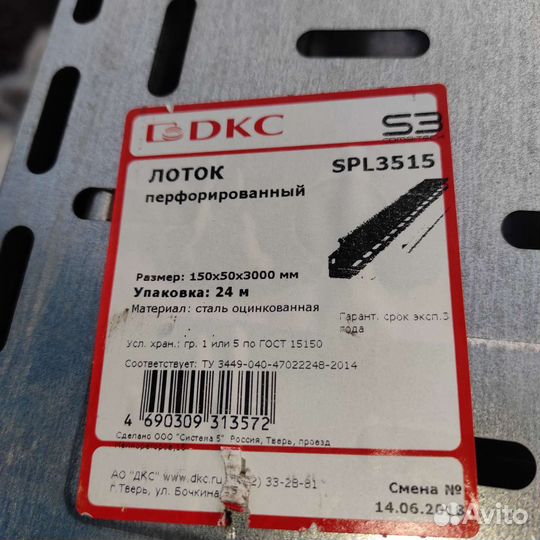 DKC
S3
ЛОТОК
SPL3515
перфорированный
Размер: 150х50х3000 мм
Упаковка: 24 м
Материал: сталь оцинкованная
Гарант. срок эксп.3
года
Усл. хран.: гр. 1 или 5 по ГОСТ 15150
Соответствует: ТУ 3449-040-47022248-2014
4 690309 313572
Сделано ООО "Система 5" Россия, Тверь, проезд
АО "ДКС" www.dkc.ru 33-28-81
г.Тверь, ул. Бочкина
Смена №
14.06.2018
Avito